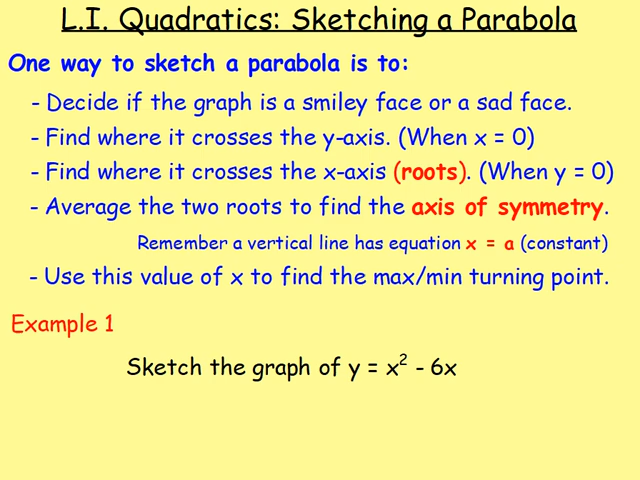 L.I. Quadratics: Sketching a Parabola
One way to sketch a parabola is to:
- Decide if the graph is a smiley face or a sad face.
- Find where it crosses the y-axis. (When x = 0)
- Find where it crosses the x-axis (roots). (When y = 0)
- Average the two roots to find the axis of symmetry.
Remember a vertical line has equation x = a (constant)
- Use this value of x to find the max/min turning point.
Example 1
Sketch the graph of y = x² - 6x